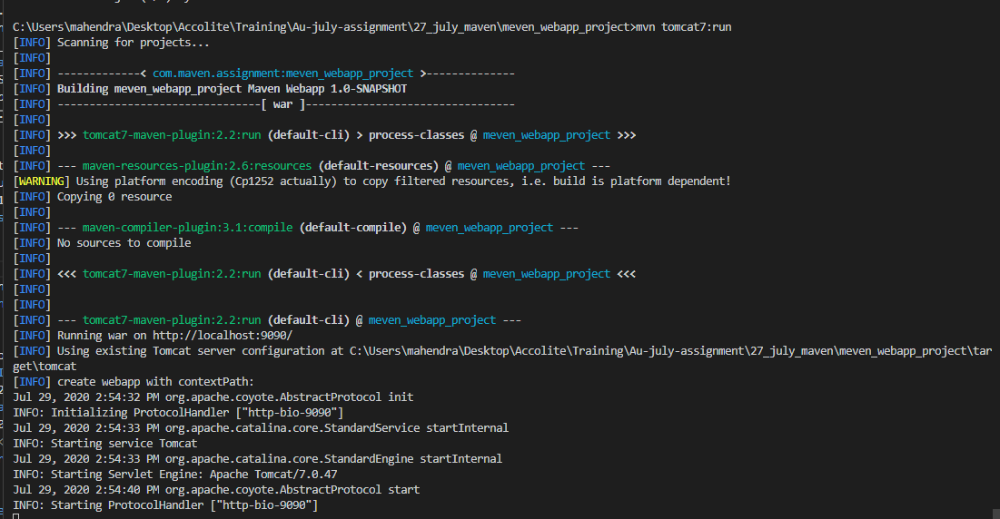 C:\Users\mahendra\Desktop\Accolite\Training\Au-july-assignment\27_july_maven\meven_webapp_project>mvn tomcat7:run
[INFO] Scanning for projects...
[INFO]
[INFO] -------------< com.maven.assignment:meven_webapp_project >--------------
[INFO] Building meven_webapp_project Maven Webapp 1.0-SNAPSHOT
[INFO] --------------------------------[ war ]---------------------------------
[INFO]
[INFO] >>> tomcat7-maven-plugin:2.2:run (default-cli) > process-classes @ meven_webapp_project >>>
[INFO]
[INFO] --- maven-resources-plugin:2.6:resources (default-resources) @ meven_webapp_project ---
[WARNING] Using platform encoding (Cp1252 actually) to copy filtered resources, i.e. build is platform dependent!
[INFO] Copying 0 resource
[INFO]
[INFO] --- maven-compiler-plugin:3.1:compile (default-compile) @ meven_webapp_project ---
[INFO] No sources to compile
[INFO]
[INFO] <<< tomcat7-maven-plugin:2.2:run (default-cli) < process-classes @ meven_webapp_project <<<
[INFO]
[INFO]
[INFO] --- tomcat7-maven-plugin:2.2:run (default-cli) @ meven_webapp_project ---
[INFO] Running war on http://localhost:9090/
[INFO] Using existing Tomcat server configuration at C:\Users\mahendra\Desktop\Accolite\Training\Au-july-assignment\27_july_maven\meven_webapp_project\tar
get\tomcat
[INFO] create webapp with contextPath:
Jul 29, 2020 2:54:32 PM org.apache.coyote.AbstractProtocol init
INFO: Initializing ProtocolHandler ["http-bio-9090"]
Jul 29, 2020 2:54:33 PM org.apache.catalina.core.StandardService startInternal
INFO: Starting service Tomcat
Jul 29, 2020 2:54:33 PM org.apache.catalina.core.StandardEngine startInternal
INFO: Starting Servlet Engine: Apache Tomcat/7.0.47
Jul 29, 2020 2:54:40 PM org.apache.coyote.AbstractProtocol start
INFO: Starting ProtocolHandler ["http-bio-9090"]